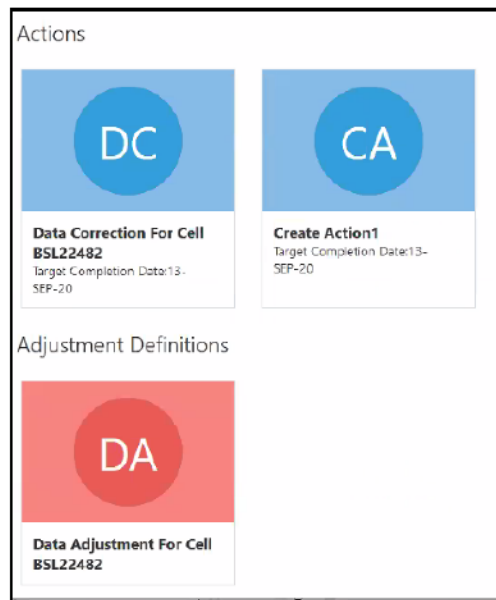 Actions
DC
CA
Data Correction For Cell
BSL22482
Target Completion Date:13-
SEP-20
Create Action1
Target Completion Date:13-
SEP-20
Adjustment Definitions
DA
Data Adjustment For Cell
BSL22482